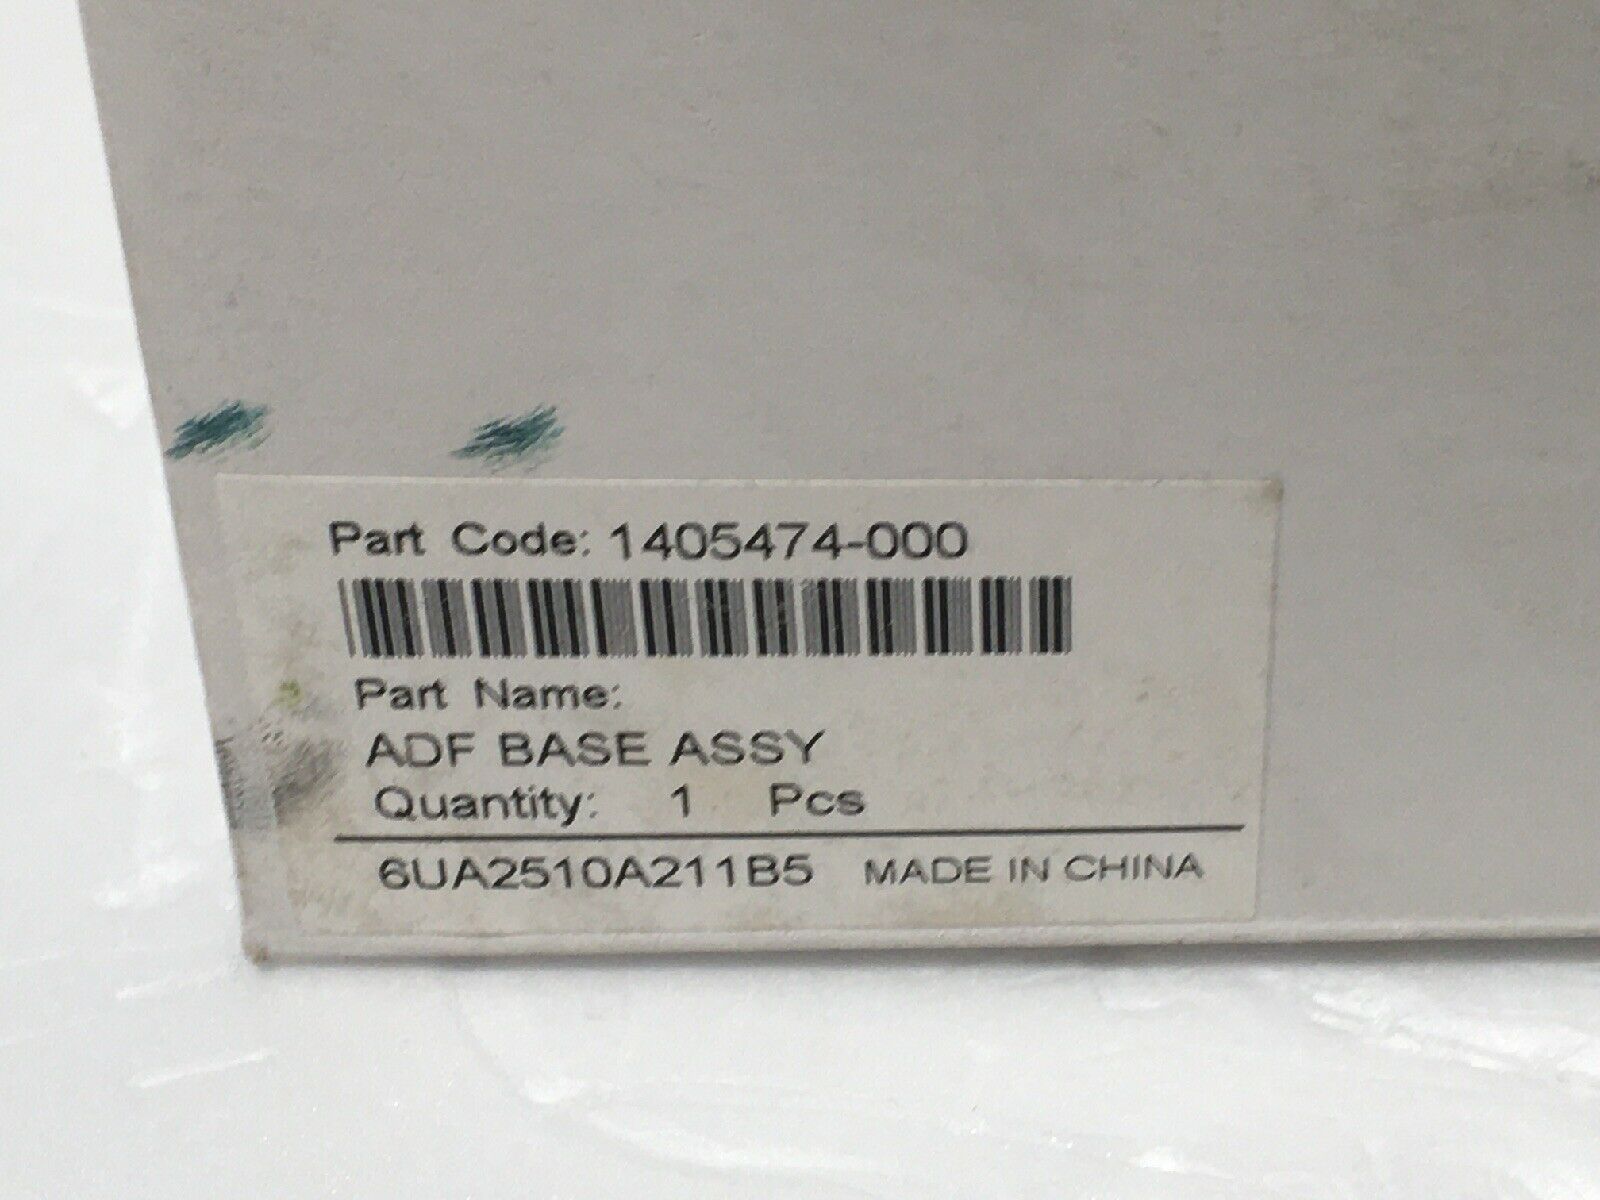 Part Code: 1405474-000
Part Name:
ADF BASE ASSY
Quantity: 1 Pcs
6UA2510A211B5 MADE IN CHINA